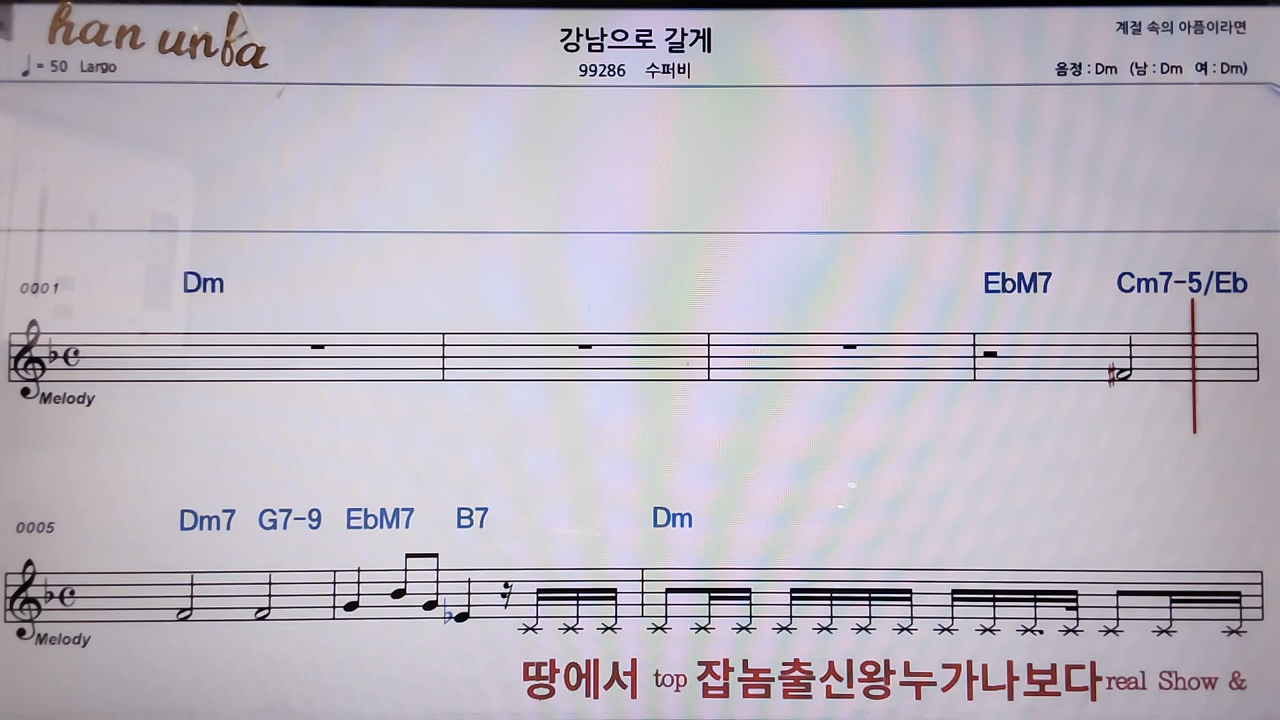 han unfa
강남으로 갈게
계절 속의 아픔이라면
♩ = 50 Largo
99286 수퍼비
음정 : Dm (남 : Dm 여 : Dm)
0001 Dm EbM7 Cm7-5/Eb
Melody
0005 Dm7 G7-9 EbM7 B7 Dm
Melody
땅에서 top 잡놈출신왕누가나보다 real Show &